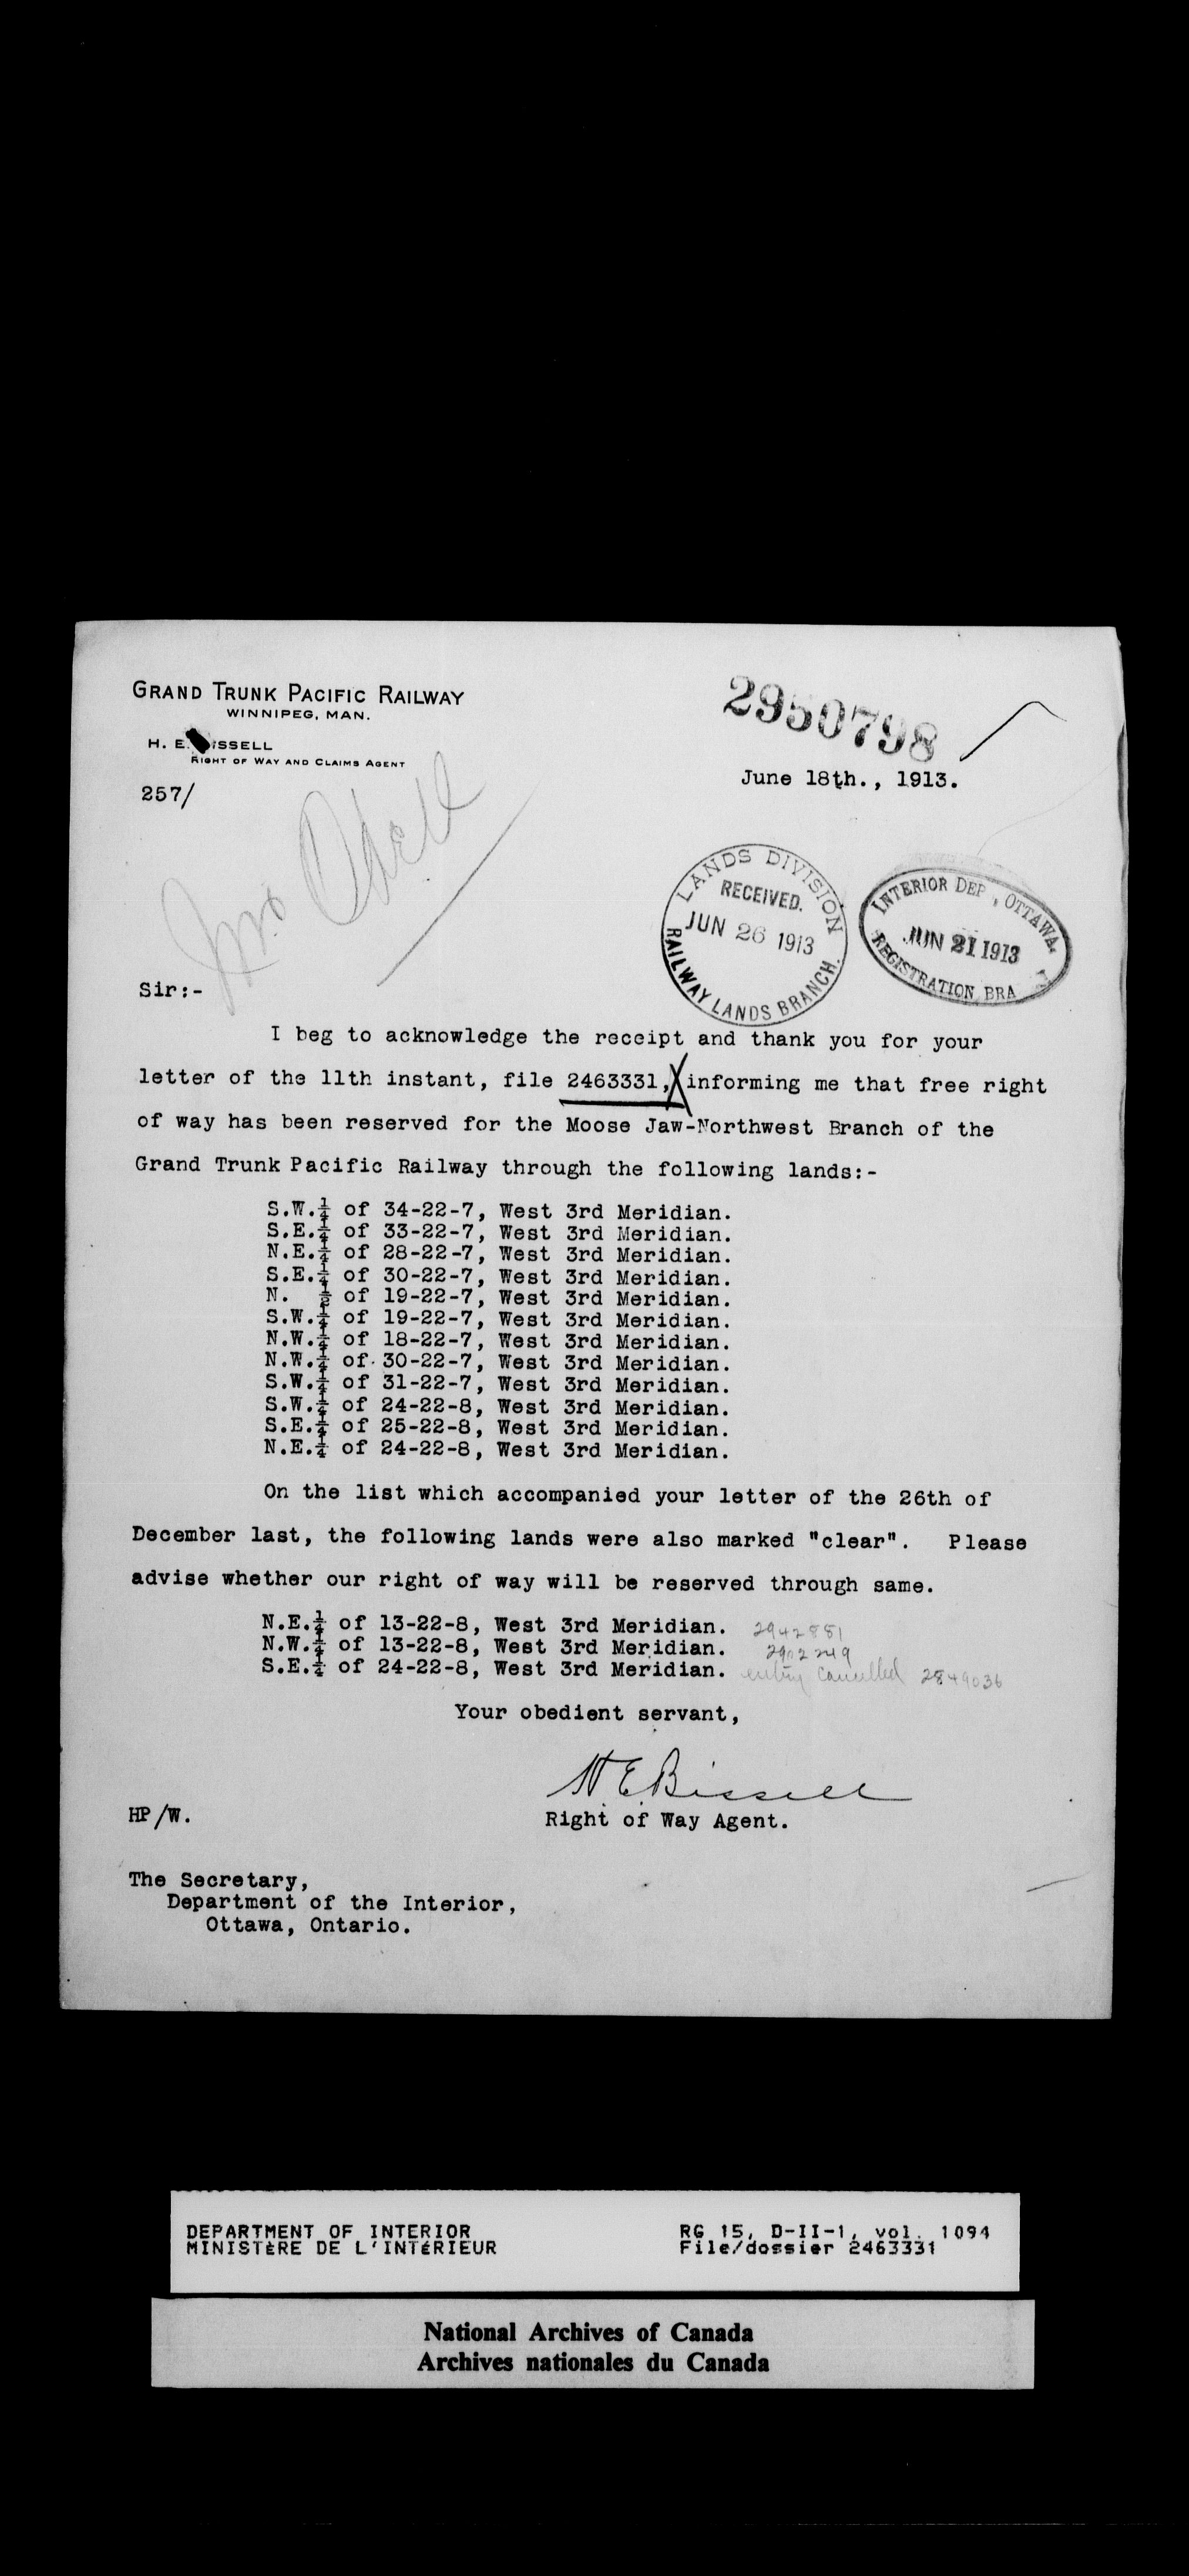 GRAND TRUNK PACIFIC RAILWAY
WINNIPEG, MAN.
H. E. BISSELL
RIGHT OF WAY AND CLAIMS AGENT
257/
2950798
June 18th., 1913.
LANDS DIVISION
RECEIVED.
JUN 26 1913
RAILWAY LANDS BRANCH.
INTERIOR DEP , OTTAWA.
JUN 21 1913
REGISTRATION BRA
Sir:-
I beg to acknowledge the receipt and thank you for your
letter of the 11th instant, file 2463331, informing me that free right
of way has been reserved for the Moose Jaw-Northwest Branch of the
Grand Trunk Pacific Railway through the following lands:-
S.W.¼ of 34-22-7, West 3rd Meridian.
S.E.¼ of 33-22-7, West 3rd Meridian.
N.E.¼ of 28-22-7, West 3rd Meridian.
S.E.¼ of 30-22-7, West 3rd Meridian.
N. ½ of 19-22-7, West 3rd Meridian.
S.W.¼ of 19-22-7, West 3rd Meridian.
N.W.¼ of 18-22-7, West 3rd Meridian.
N.W.¼ of 30-22-7, West 3rd Meridian.
S.W.¼ of 31-22-7, West 3rd Meridian.
S.W.¼ of 24-22-8, West 3rd Meridian.
S.E.¼ of 25-22-8, West 3rd Meridian.
N.E.¼ of 24-22-8, West 3rd Meridian.
On the list which accompanied your letter of the 26th of
December last, the following lands were also marked "clear". Please
advise whether our right of way will be reserved through same.
N.E.¼ of 13-22-8, West 3rd Meridian. 2942881
N.W.¼ of 13-22-8, West 3rd Meridian. 2902249
S.E.¼ of 24-22-8, West 3rd Meridian. entry cancelled 2849036
Your obedient servant,
H E Bissell
Right of Way Agent.
HP/W.
The Secretary,
Department of the Interior,
Ottawa, Ontario.
DEPARTMENT OF INTERIOR
MINISTÈRE DE L'INTÉRIEUR
RG 15, D-II-1, vol. 1094
File/dossier 2463331
National Archives of Canada
Archives nationales du Canada